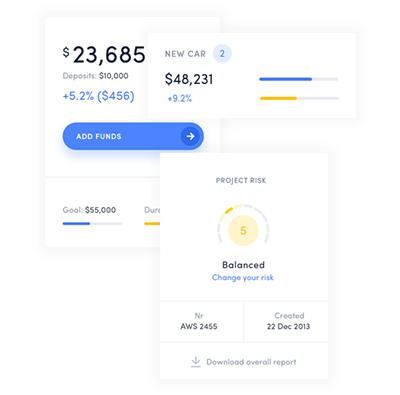 $23,685
Deposits: $10,000
+5.2% ($456)
ADD FUNDS
Goal: $55,000
NEW CAR 2
$48,231
+9.2%
PROJECT RISK
5
Balanced
Change your risk
Nr
AWS 2455
Created
22 Dec 2013
Download overall report